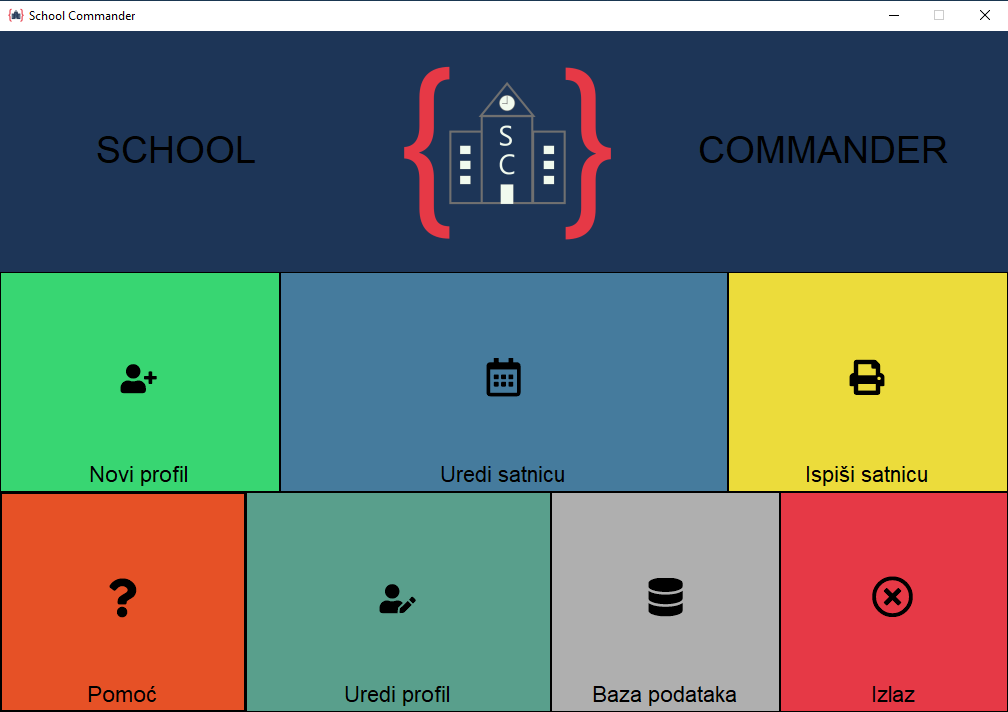 School Commander
SCHOOL
S
C
COMMANDER
Novi profil
Uredi satnicu
Ispiši satnicu
Pomoć
Uredi profil
Baza podataka
Izlaz